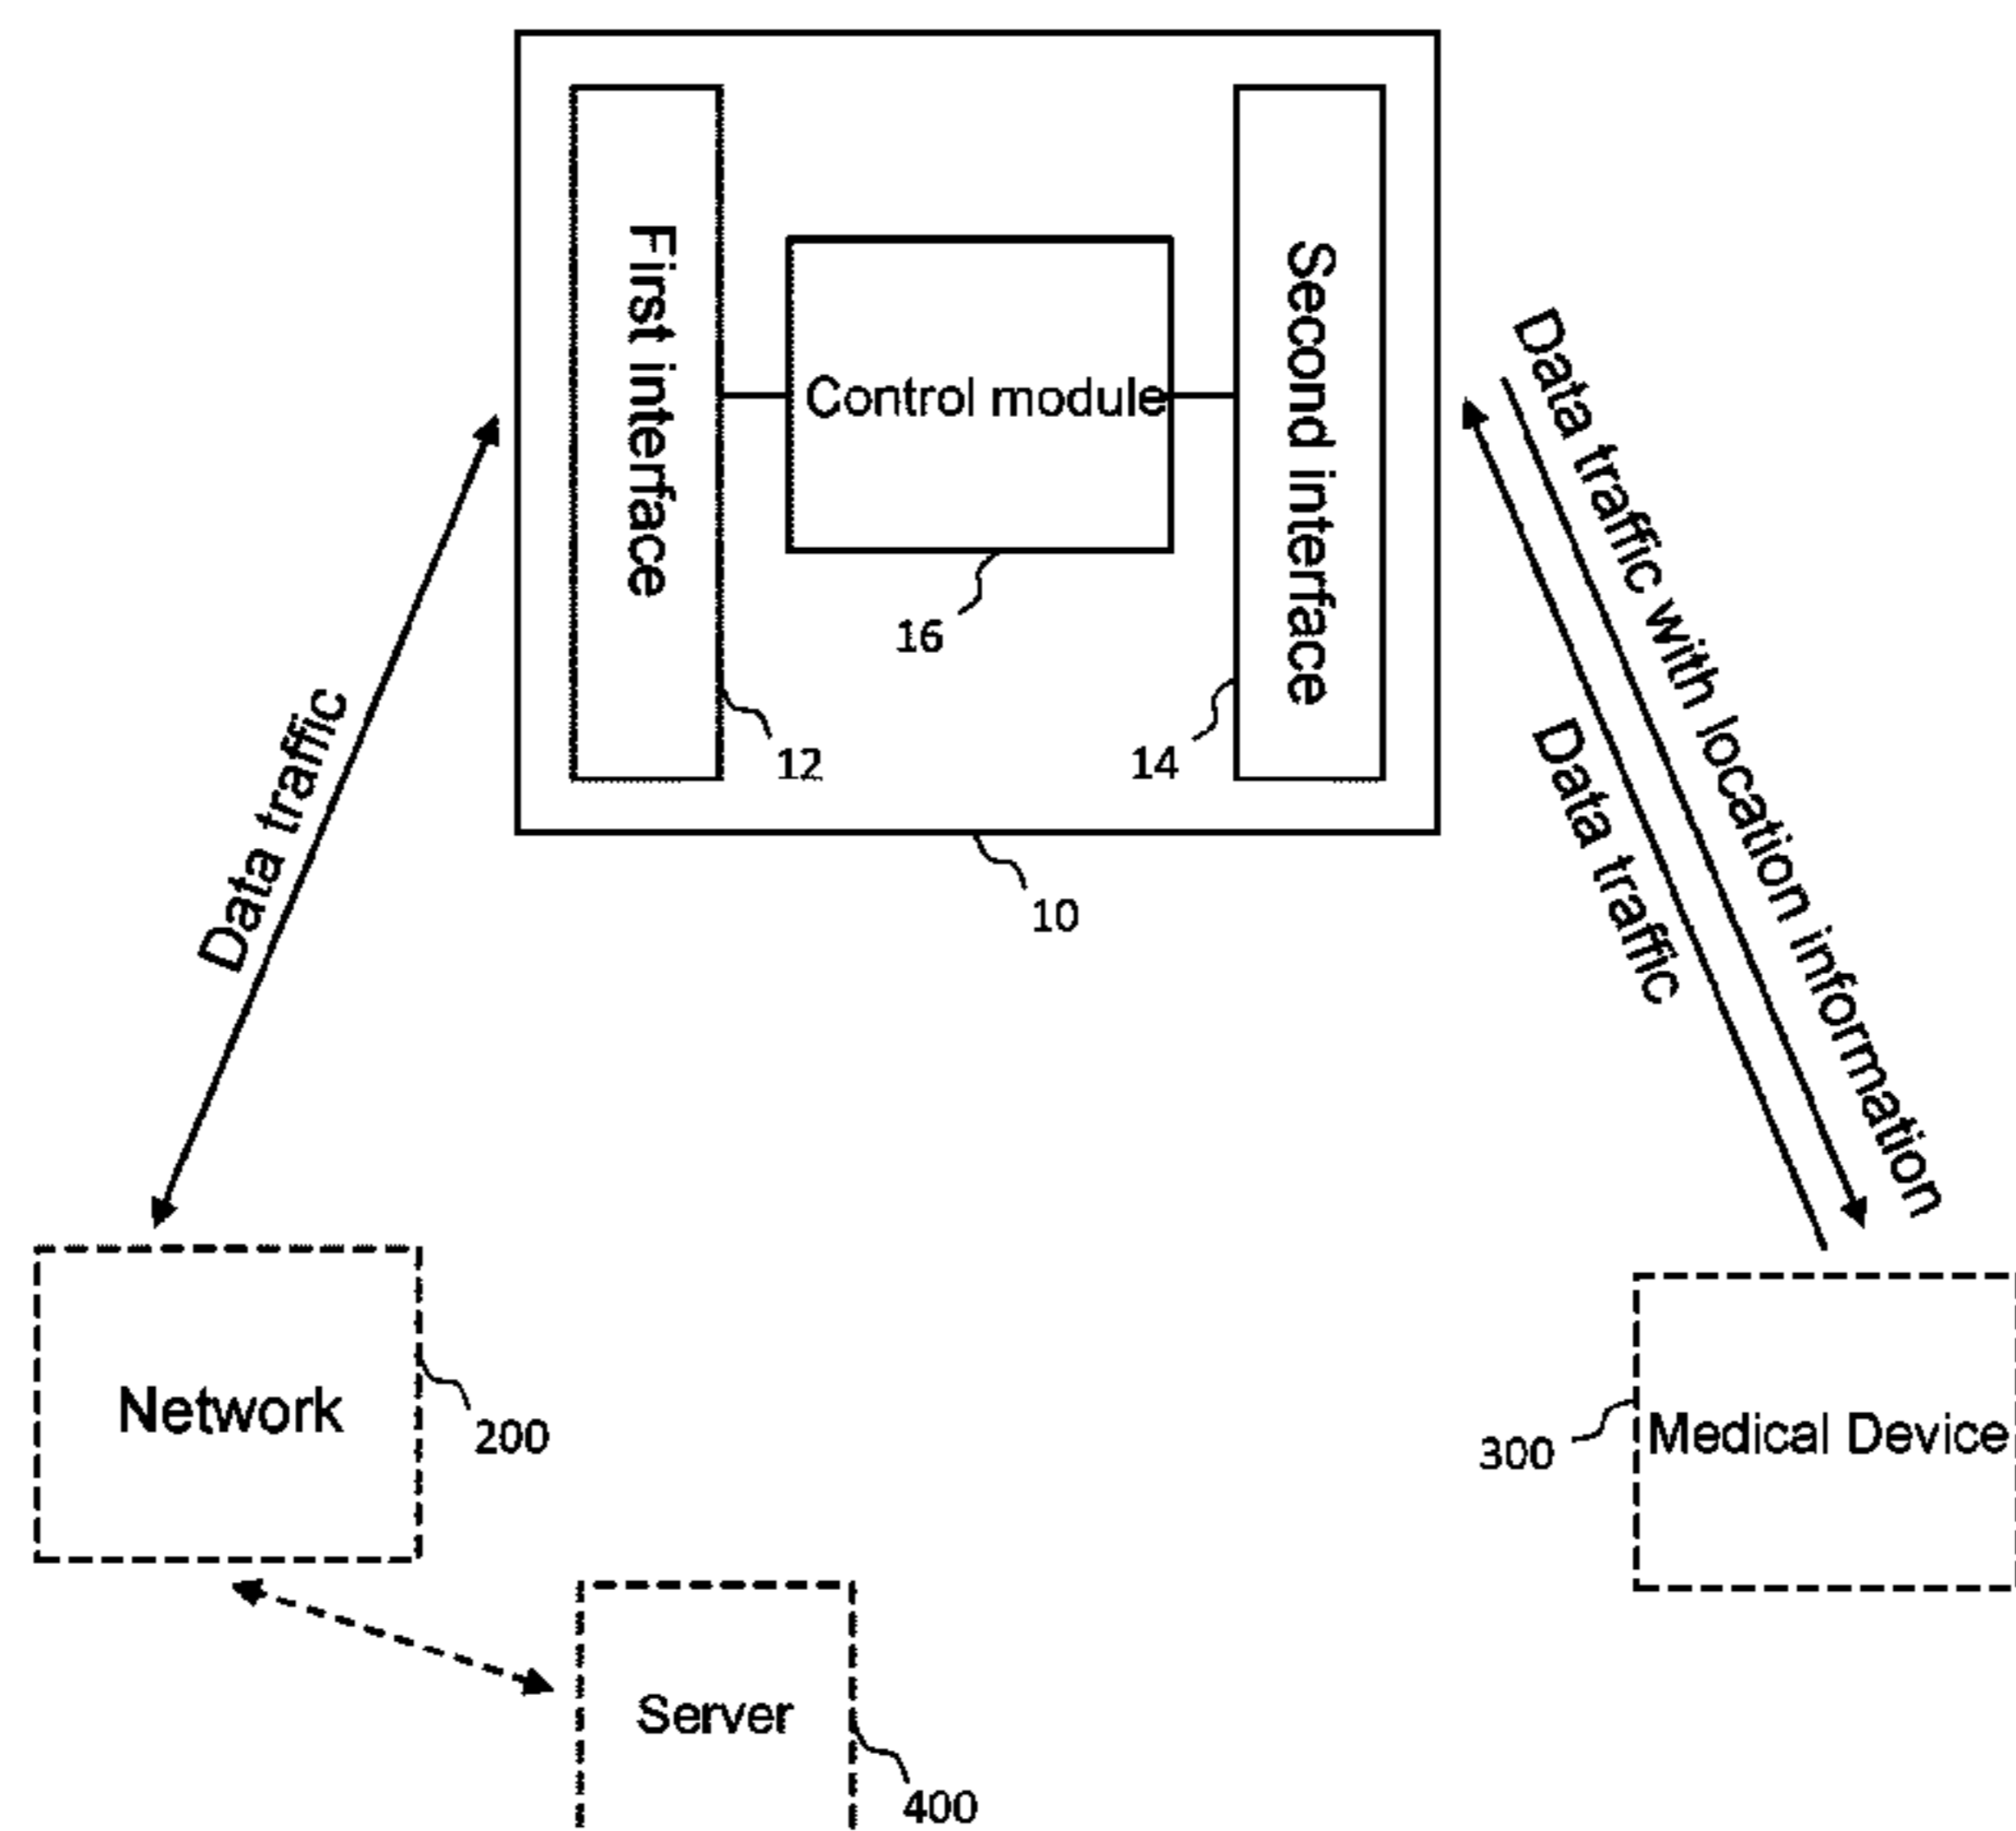 First interface
Control module
Second interface
16
12
14
10
Data traffic
Data traffic with location information
Data traffic
Network
200
Medical Device
300
Server
400